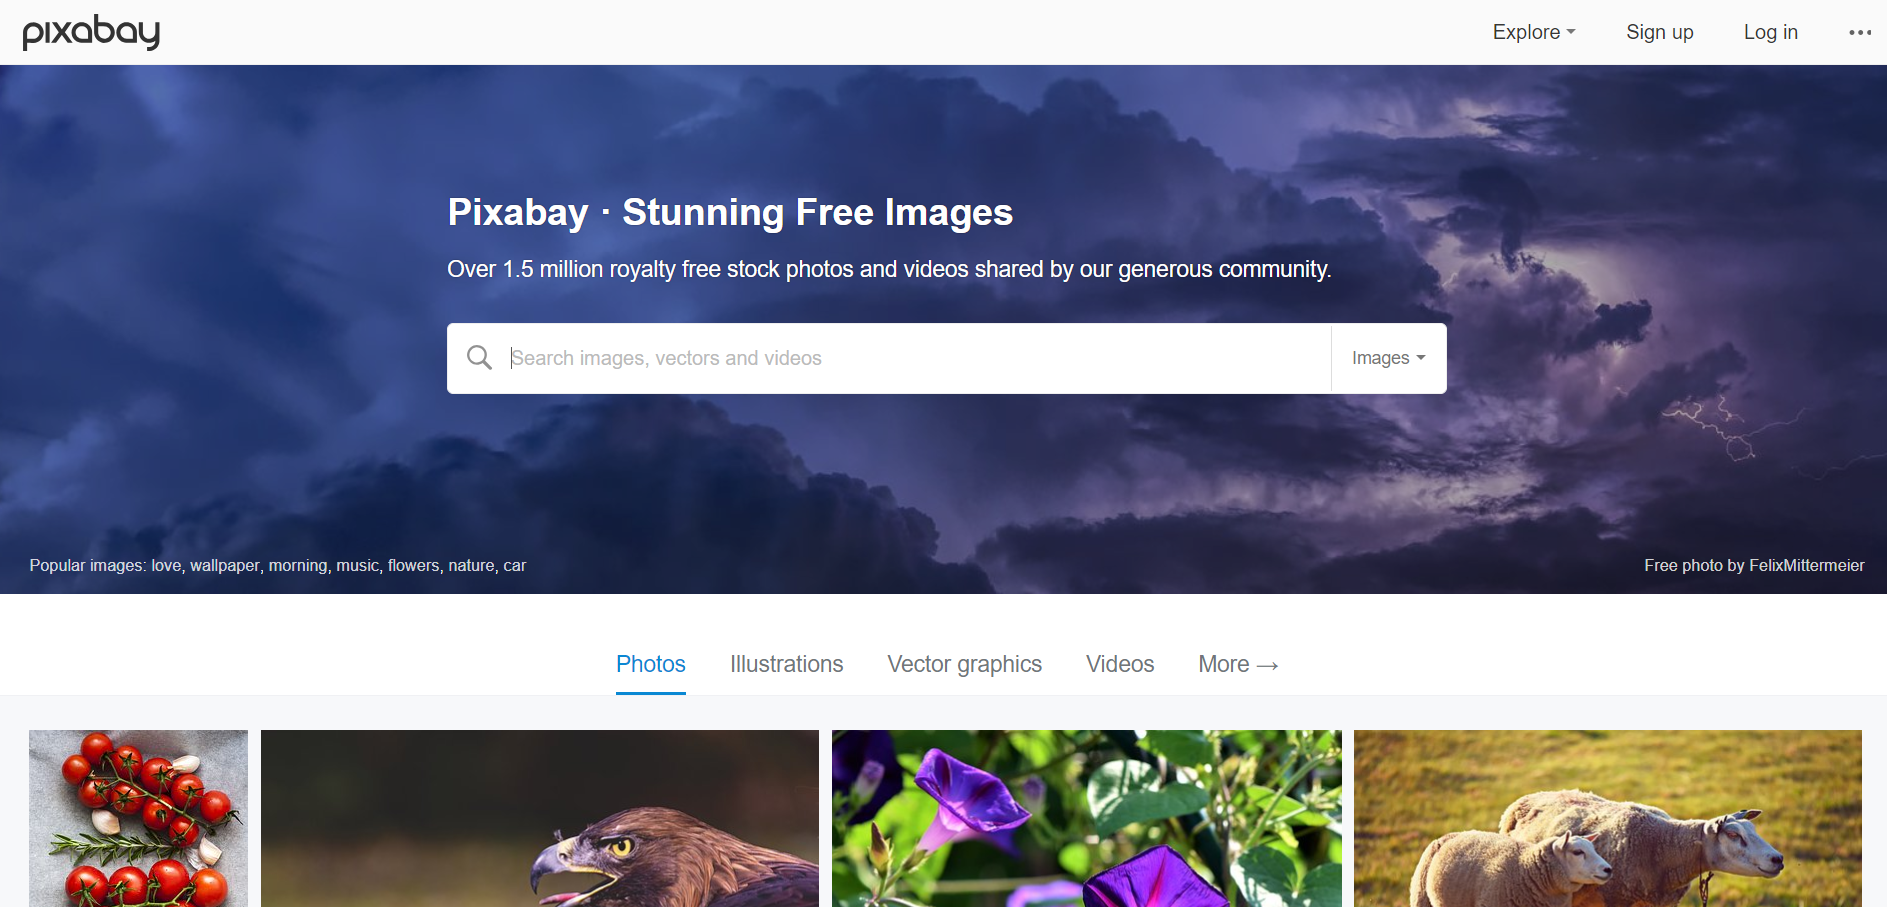 pixabay
Explore Sign up Log in
Pixabay · Stunning Free Images
Over 1.5 million royalty free stock photos and videos shared by our generous community.
Search images, vectors and videos Images
Popular images: love, wallpaper, morning, music, flowers, nature, car Free photo by FelixMittermeier
Photos Illustrations Vector graphics Videos More →